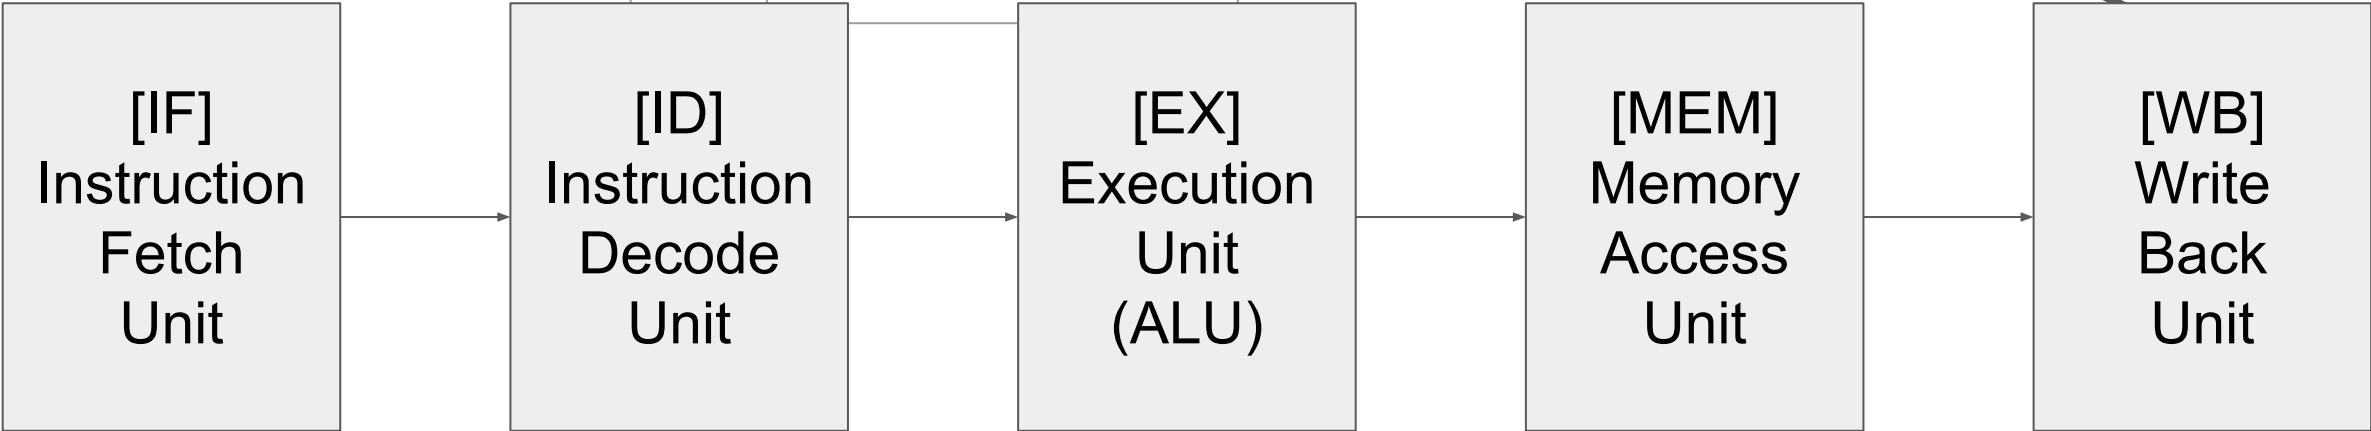 [IF]
Instruction
Fetch
Unit
[ID]
Instruction
Decode
Unit
[EX]
Execution
Unit
(ALU)
[MEM]
Memory
Access
Unit
[WB]
Write
Back
Unit